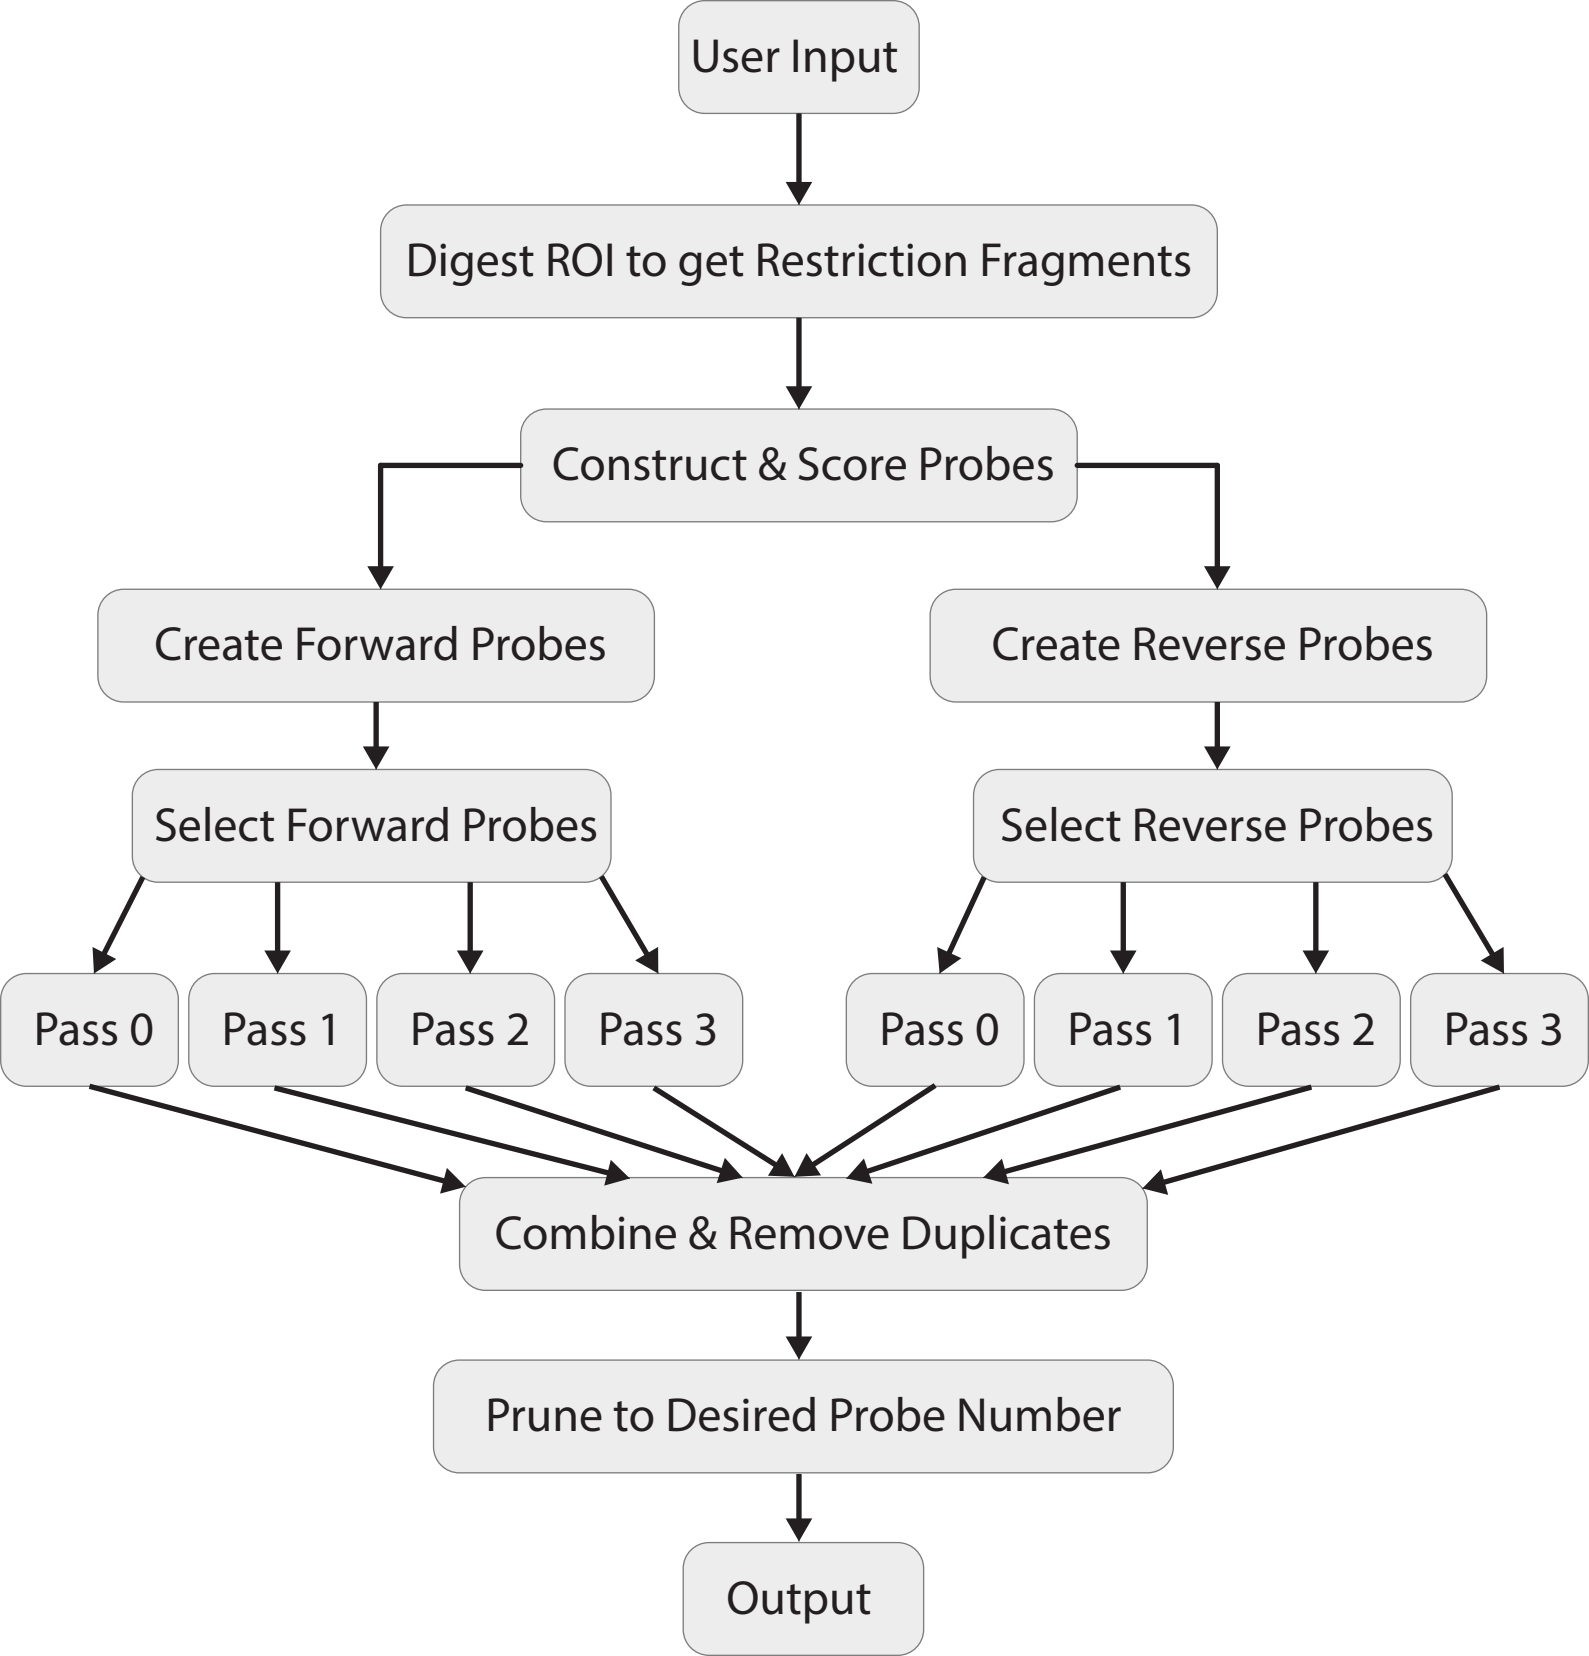 User Input
Digest ROI to get Restriction Fragments
Construct & Score Probes
Create Forward Probes
Create Reverse Probes
Select Forward Probes
Select Reverse Probes
Pass 0
Pass 1
Pass 2
Pass 3
Pass 0
Pass 1
Pass 2
Pass 3
Combine & Remove Duplicates
Prune to Desired Probe Number
Output